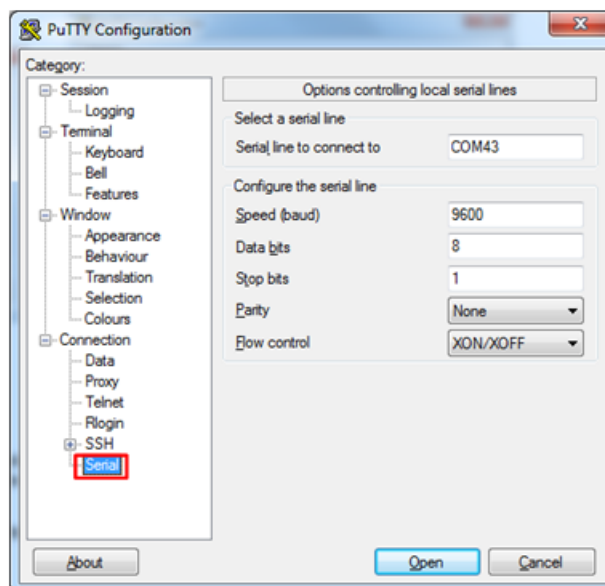 PuTTY Configuration
Category:
Session
Logging
Terminal
Keyboard
Bell
Features
Window
Appearance
Behaviour
Translation
Selection
Colours
Connection
Data
Proxy
Telnet
Rlogin
SSH
Serial
Options controlling local serial lines
Select a serial line
Serial line to connect to COM43
Configure the serial line
Speed (baud) 9600
Data bits 8
Stop bits 1
Parity None
Flow control XON/XOFF
About Open Cancel